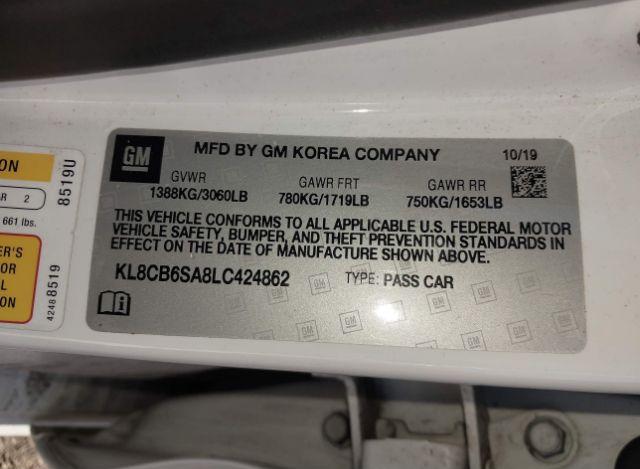 GM MFD BY GM KOREA COMPANY 10/19
GVWR GAWR FRT GAWR RR
1388KG/3060LB 780KG/1719LB 750KG/1653LB
THIS VEHICLE CONFORMS TO ALL APPLICABLE U.S. FEDERAL MOTOR
VEHICLE SAFETY, BUMPER, AND THEFT PREVENTION STANDARDS IN
EFFECT ON THE DATE OF MANUFACTURE SHOWN ABOVE.
KL8CB6SA8LC424862 TYPE: PASS CAR
ION
R 2
661 lbs.
ER'S
OR
L
ION
8519U
4248 8519